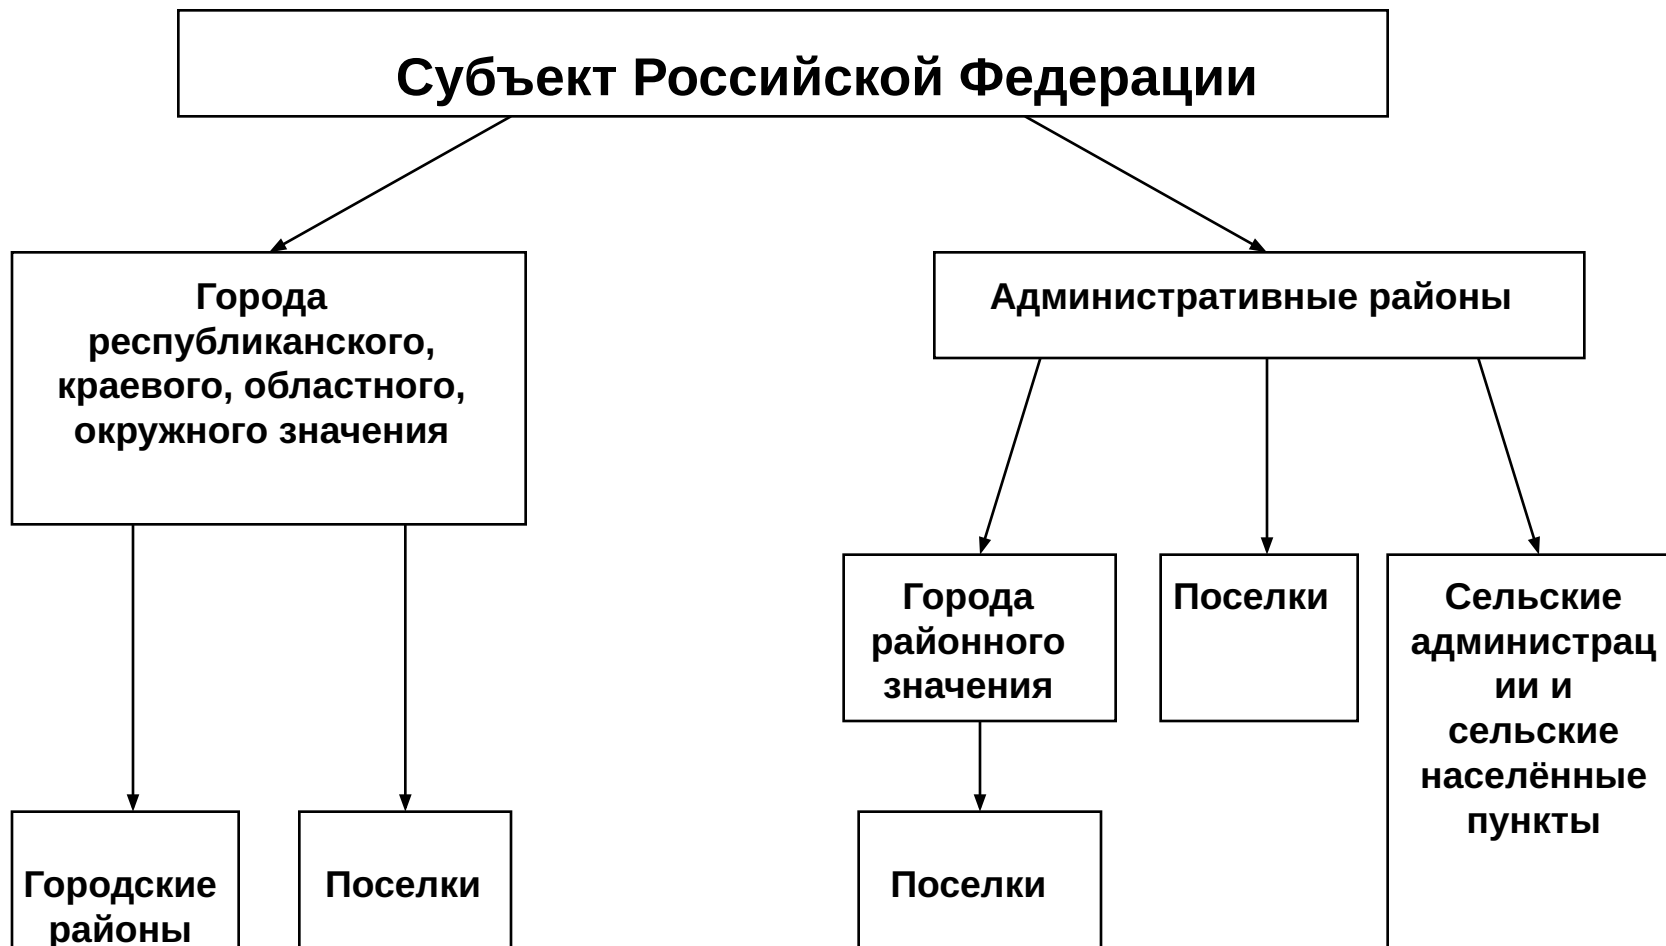 Субъект Российской Федерации
Города
республиканского,
краевого, областного,
окружного значения
Административные районы
Города
районного
значения
Поселки
Сельские
администрац
ии и
сельские
населённые
пункты
Городские
районы
Поселки
Поселки